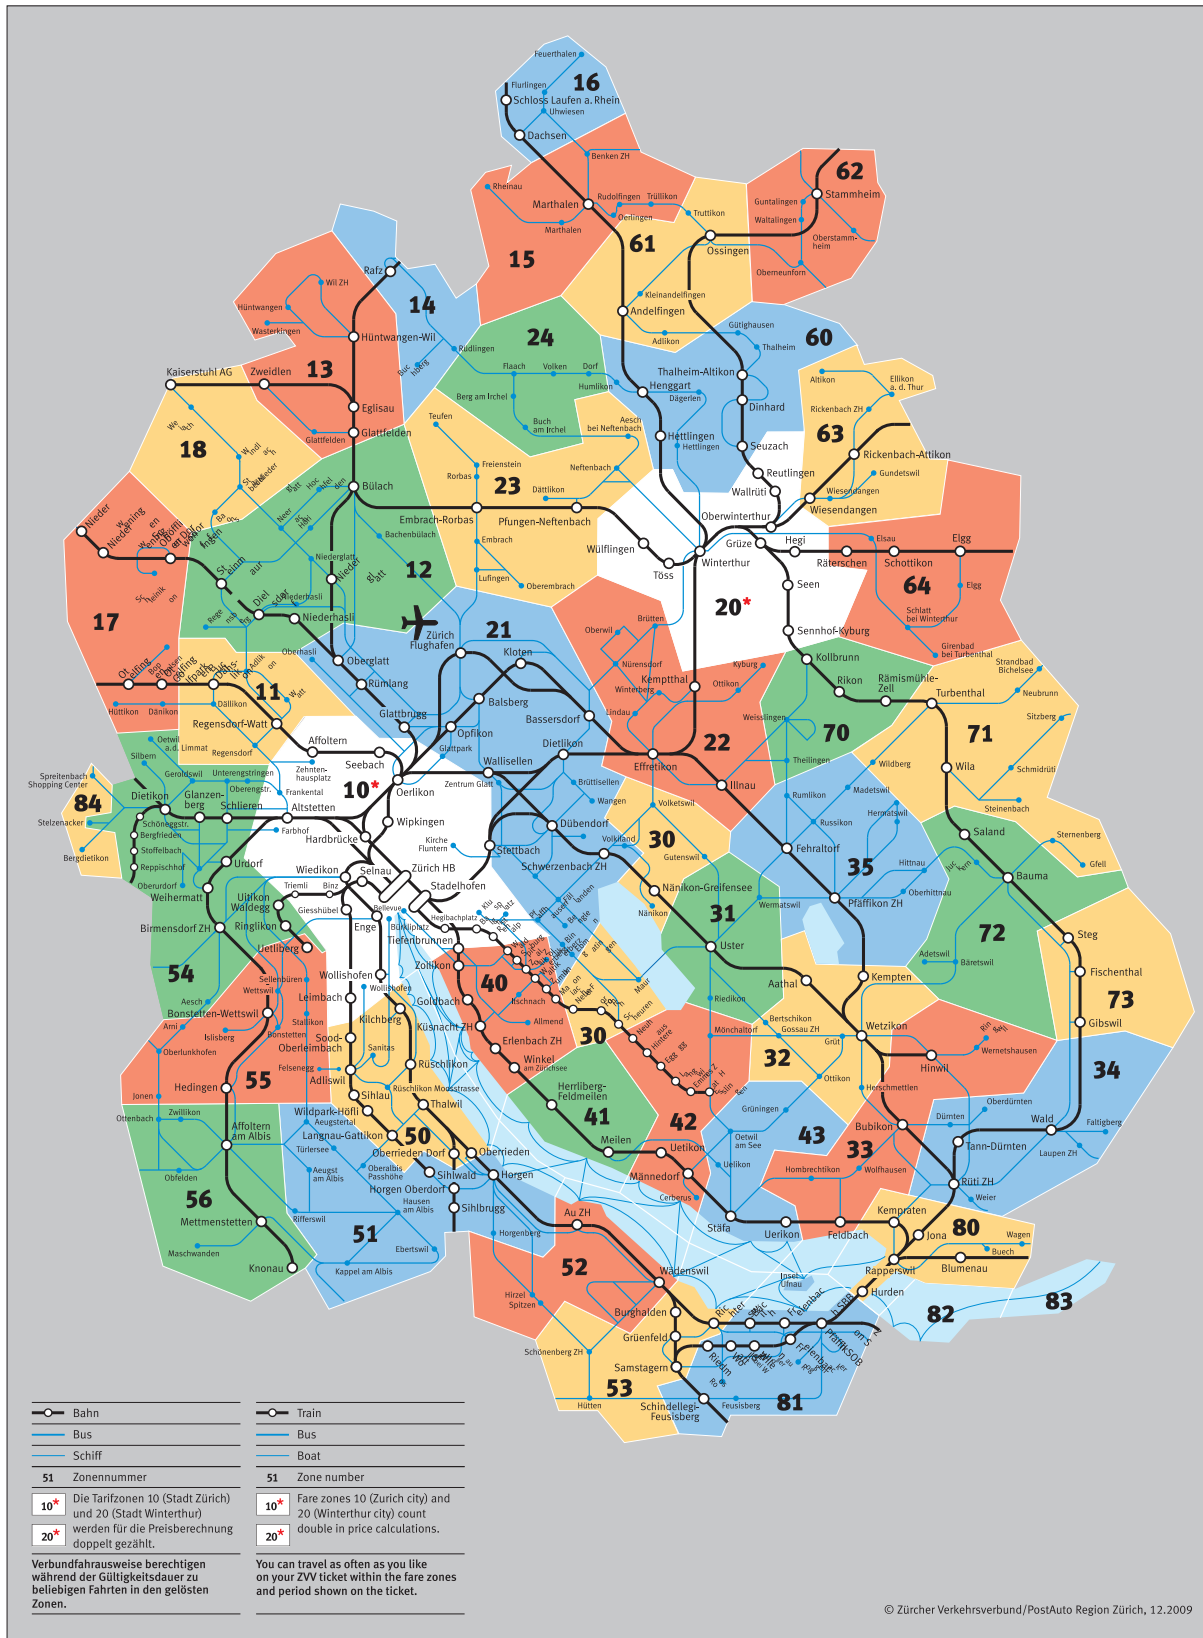 Feuerthalen
16
Flurlingen
Schloss Laufen a. Rhein
Uhwiesen
Dachsen
Benken ZH
62
Rheinau
Rudolfingen
Trüllikon
Stammheim
Marthalen
Oerlingen
Truttikon
Guntalingen
Waltalingen
Marthalen
61
Ossingen
Oberstamm-
heim
15
Oberneunforn
Rafz
Wil ZH
14
Kleinandelfingen
Hüntwangen
Andelfingen
Wasterkingen
Hüntwangen-Wil
24
Adlikon
Gütighausen
60
Rüdlingen
Thalheim
Buc
hberg
Kaiserstuhl AG
Zweidlen
13
Flaach
Volken
Dorf
Thalheim-Altikon
Altikon
Ellikon
a. d. Thur
Humlikon
Henggart
Dägerlen
Eglisau
Berg am Irchel
Dinhard
Rickenbach ZH
Teufen
Buch
am Irchel
Aesch
bei Neftenbach
63
Glattfelden
Glattfelden
Hettlingen
Hettlingen
Seuzach
Rickenbach-Attikon
18
Freienstein
Neftenbach
Reutlingen
Gundetswil
Rorbas
23
Wallrüti
Bülach
Dättlikon
Wiesendangen
Embrach-Rorbas
Pfungen-Neftenbach
Oberwinterthur
Wiesendangen
Bachenbülach
Embrach
Wülflingen
Grüze
Hegi
Elsau
Elgg
Niederglatt
Töss
Winterthur
Räterschen
Schottikon
12
Lufingen
Oberembrach
Seen
64
Elgg
Niederhasli
20*
Schlatt
bei Winterthur
17
Niederhasli
Zürich
Flughafen
21
Oberwil
Brütten
Sennhof-Kyburg
Girenbad
bei Turbenthal
Oberhasli
Oberglatt
Kloten
Nürensdorf
Kyburg
Kollbrunn
Strandbad
Bichelsee
Rümlang
Kemptthal
Rikon
Rämismühle-
Zell
11
Balsberg
Winterberg
Ottikon
Turbenthal
Neubrunn
Hüttikon
Dänikon
Dällikon
Glattbrugg
Bassersdorf
Lindau
Weisslingen
70
Sitzberg
Regensdorf-Watt
Opfikon
22
71
Oetwil
a.d. Limmat
Affoltern
Glattpark
Dietlikon
Silbern
Regensdorf
Seebach
Wallisellen
Effretikon
Theilingen
Wildberg
Wila
Schmidrüti
Spreitenbach
Shopping Center
Geroldswil
Unterengstringen
Zehnten-
hausplatz
Zentrum Glatt
Brüttisellen
Illnau
84
Dietikon
Glanzen-
berg
Oberengstr.
Frankental
10*
Oerlikon
Wangen
Rumlikon
Madetswil
Steinenbach
Schlieren
Altstetten
Volketswil
Hermatswil
Stelzenacker
Schöneggstr.
Wipkingen
Dübendorf
Russikon
Saland
Bergfrieden
Farbhof
Hardbrücke
Kirche
Fluntern
Volkiland
30
Sternenberg
Bergdietikon
Stoffelbach
Stettbach
Fehraltorf
35
Urdorf
Zürich HB
Schwerzenbach ZH
Gutenswil
Hittnau
Gfell
Reppischhof
Wiedikon
Selnau
Bauma
Oberurdorf
Triemli
Binz
Stadelhofen
Nänikon-Greifensee
Oberhittnau
Weihermatt
Uitikon
Waldegg
Giesshübel
Bellevue
Hegibachplatz
Nänikon
31
Wermatswil
Pfäffikon ZH
Birmensdorf ZH
Ringlikon
Enge
Bürkliplatz
Tiefenbrunnen
72
Steg
Uetliberg
Uster
Adetswil
54
Zollikon
40
Bäretswil
Fischenthal
Sellenbüren
Wollishofen
Maur
Kempten
Wettswil
Wollishofen
Aesch
Leimbach
Goldbach
Itschnach
Riedikon
Aathal
73
Bonstetten-Wettswil
Kilchberg
Küsnacht ZH
Allmend
30
Bertschikon
Gossau ZH
Wetzikon
Gibswil
Ami
Islisberg
Stallikon
Bonstetten
Sood-
Oberleimbach
Sanitas
Erlenbach ZH
Mönchaltorf
32
Grüt
Wernetshausen
Oberlunkhofen
Hinwil
34
55
Felsenegg
Rüschlikon
Winkel
am Zürichsee
Adliswil
Ottikon
Herschmettlen
Hedingen
Rüschlikon Moosstrasse
Herrliberg-
Feldmeilen
Jonen
Sihlau
Thalwil
41
42
Grüningen
Oberdürnten
Zwillikon
Wildpark-Höfli
Aeugstertal
50
43
Bubikon
Dürnten
Wald
Faltigberg
Ottenbach
Affoltern
am Albis
Langnau-Gattikon
Meilen
Uetikon
Oetwil
am See
33
Tann-Dürnten
Laupen ZH
Türlersee
Oberrieden Dorf
Oberrieden
Männedorf
Uelikon
Hombrechtikon
Wolfhausen
Obfelden
Aeugst
am Albis
Oberalbis
Passhöhe
Sihlwald
Horgen
Rüti ZH
56
Horgen Oberdorf
Cerberus
Weier
Hausen
am Albis
Sihlbrugg
Au ZH
Stäfa
Kempraten
Mettmenstetten
Rifferswil
51
Horgenberg
Uerikon
Feldbach
80
Jona
Wagen
Maschwanden
Ebertswil
52
Buech
Knonau
Kappel am Albis
Wädenswil
Rapperswil
Blumenau
Insel
Ufnau
Hurden
83
Hirzel
Spitzen
Burghalden
82
Grünenfeld
Schönenberg ZH
Samstagern
53
81
Hütten
Schindellegi-
Feusisberg
Feusisberg
Bahn
Bus
Schiff
51 Zonennummer
10* Die Tarifzonen 10 (Stadt Zürich)
und 20 (Stadt Winterthur)
20* werden für die Preisberechnung
doppelt gezählt.
Verbundfahrausweise berechtigen
während der Gültigkeitsdauer zu
beliebigen Fahrten in den gelösten
Zonen.
Train
Bus
Boat
51 Zone number
10* Fare zones 10 (Zurich city) and
20 (Winterthur city) count
20* double in price calculations.
You can travel as often as you like
on your ZVV ticket within the fare zones
and period shown on the ticket.
© Zürcher Verkehrsverbund/PostAuto Region Zürich, 12.2009